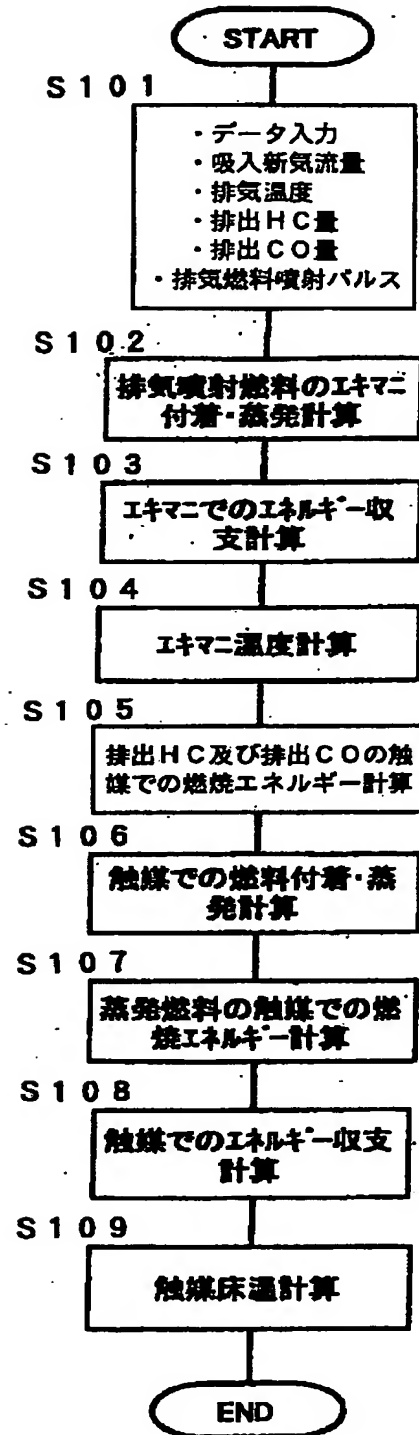 START
S101
・データ入力
・吸入新気流量
・排気温度
・排出HC量
・排出CO量
・排気燃料噴射パルス
S102
排気噴射燃料のエキマニ
付着・蒸発計算
S103
エキマニでのエネルギー収
支計算
S104
エキマニ温度計算
S105
排出HC及び排出COの触
媒での燃焼エネルギー計算
S106
触媒での燃料付着・蒸
発計算
S107
蒸発燃料の触媒での燃
焼エネルギー計算
S108
触媒でのエネルギー収支
計算
S109
触媒床温計算
END